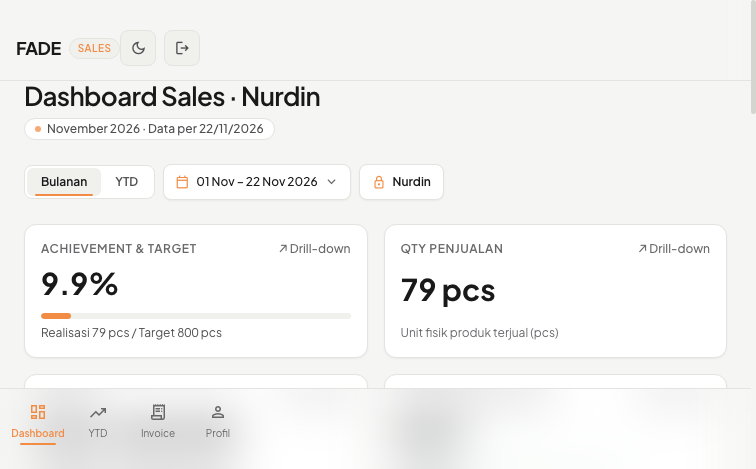 FADE SALES
Dashboard Sales · Nurdin
November 2026 · Data per 22/11/2026
Bulanan YTD 01 Nov – 22 Nov 2026 Nurdin
ACHIEVEMENT & TARGET Drill-down
9.9%
Realisasi 79 pcs / Target 800 pcs
QTY PENJUALAN Drill-down
79 pcs
Unit fisik produk terjual (pcs)
Dashboard YTD Invoice Profil